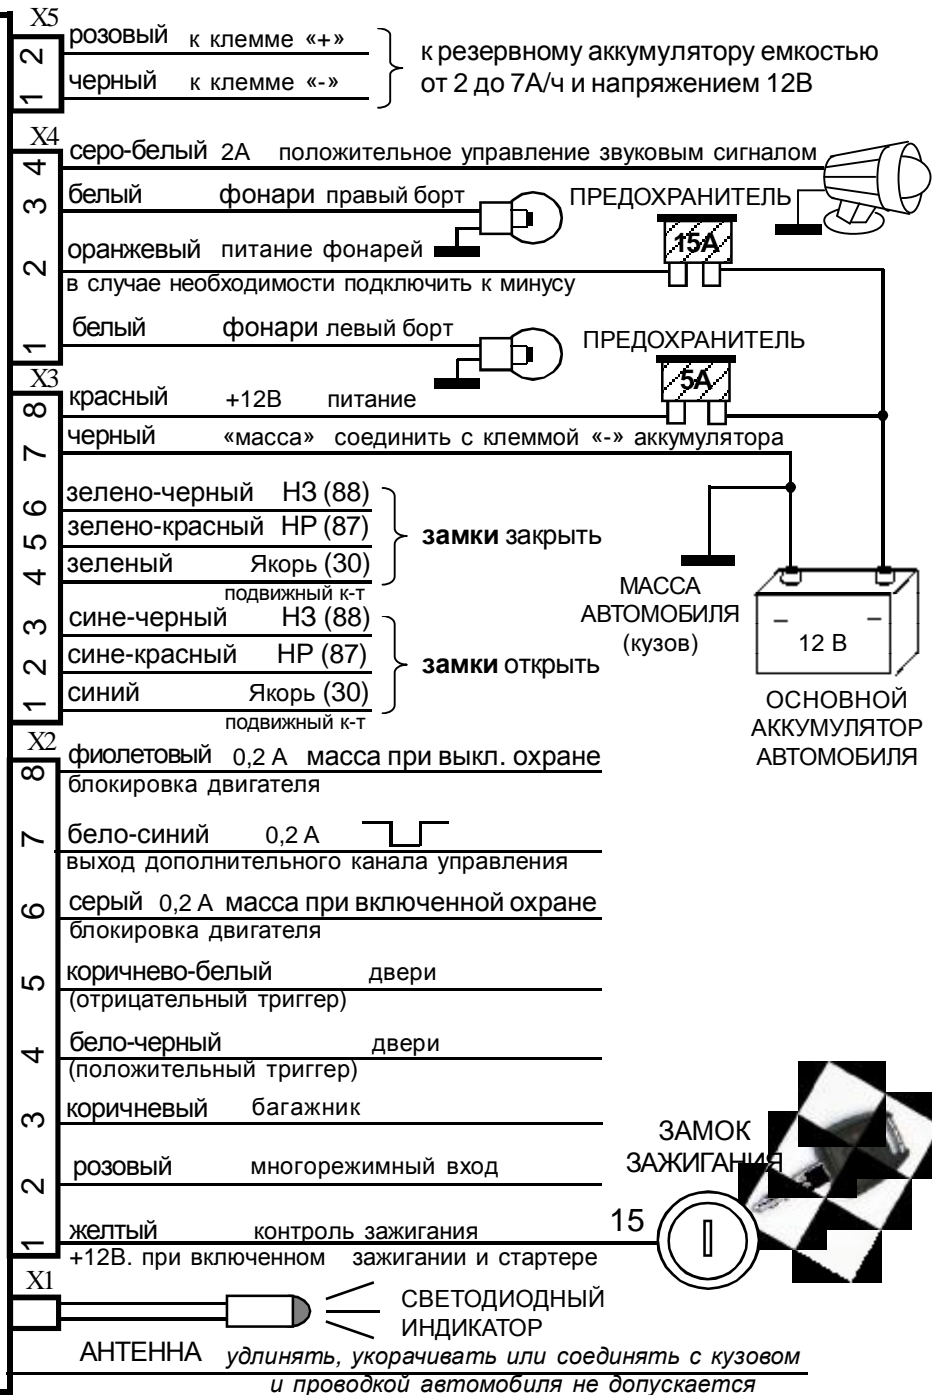 X5
2 розовый к клемме «+»
1 черный к клемме «-»
к резервному аккумулятору емкостью
от 2 до 7А/ч и напряжением 12В
X4
4 серо-белый 2А положительное управление звуковым сигналом
3 белый фонари правый борт
ПРЕДОХРАНИТЕЛЬ
15А
2 оранжевый питание фонарей
в случае необходимости подключить к минусу
1 белый фонари левый борт
ПРЕДОХРАНИТЕЛЬ
5А
X3
8 красный +12В питание
7 черный «масса» соединить с клеммой «-» аккумулятора
6 зелено-черный НЗ (88)
5 зелено-красный НР (87)
замки закрыть
4 зеленый Якорь (30)
подвижный к-т
3 сине-черный НЗ (88)
2 сине-красный НР (87)
замки открыть
1 синий Якорь (30)
подвижный к-т
МАССА
АВТОМОБИЛЯ
(кузов)
– –
12 В
ОСНОВНОЙ
АККУМУЛЯТОР
АВТОМОБИЛЯ
X2
8 фиолетовый 0,2 А масса при выкл. охране
блокировка двигателя
7 бело-синий 0,2 А
выход дополнительного канала управления
6 серый 0,2 А масса при включенной охране
блокировка двигателя
5 коричнево-белый двери
(отрицательный триггер)
4 бело-черный двери
(положительный триггер)
3 коричневый багажник
2 розовый многорежимный вход
ЗАМОК
ЗАЖИГАНИЯ
1 желтый контроль зажигания 15
+12В. при включенном зажигании и стартере
X1
СВЕТОДИОДНЫЙ
ИНДИКАТОР
АНТЕННА удлинять, укорачивать или соединять с кузовом
и проводкой автомобиля не допускается